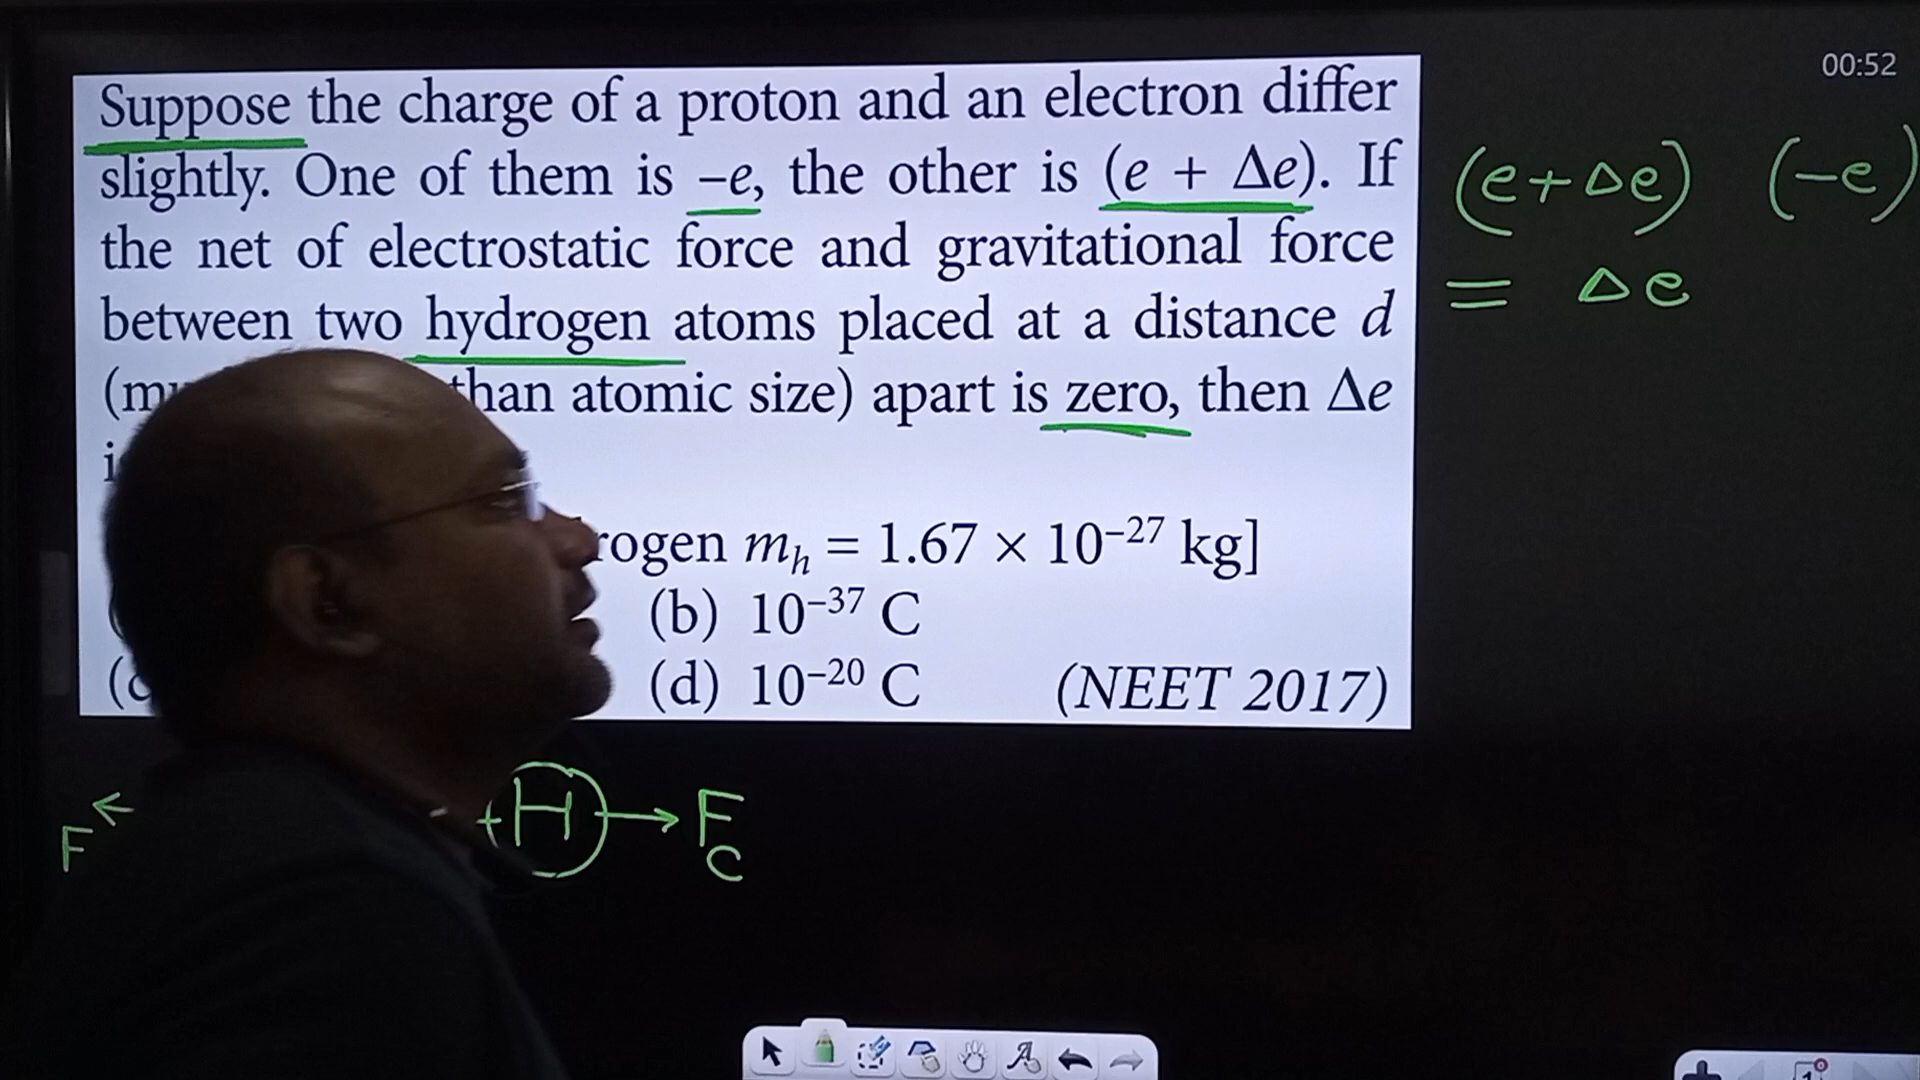 00:52
Suppose the charge of a proton and an electron differ
slightly. One of them is –e, the other is (e + Δe). If
the net of electrostatic force and gravitational force
between two hydrogen atoms placed at a distance d
than atomic size) apart is zero, then Δe
mₕ = 1.67 × 10⁻²⁷ kg]
(b) 10⁻³⁷ C
(d) 10⁻²⁰ C (NEET 2017)
(e+Δe) (-e)
= Δe
F
+H
F
C